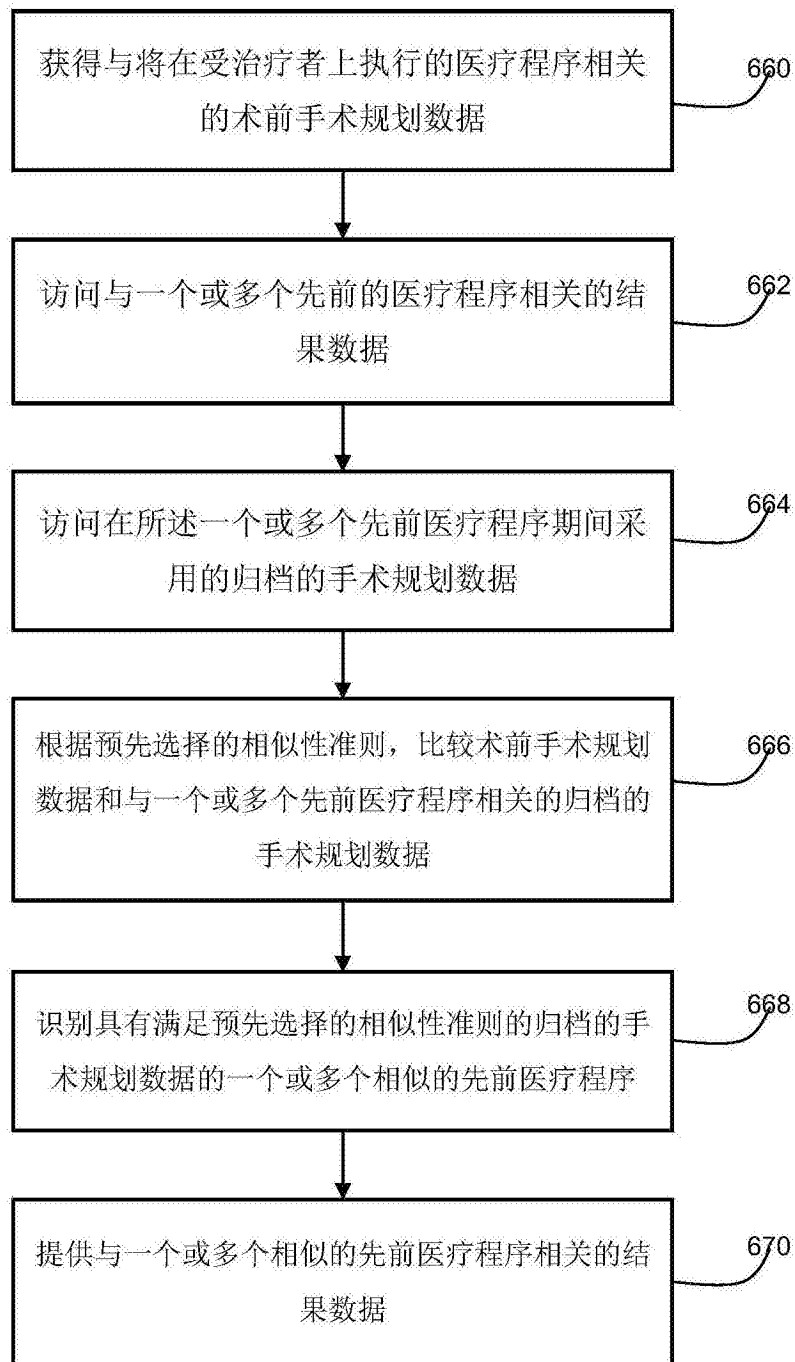 获得与将在受治疗者上执行的医疗程序相关
的术前手术规划数据
660
访问与一个或多个先前的医疗程序相关的结
果数据
662
访问在所述一个或多个先前医疗程序期间采
用的归档的手术规划数据
664
根据预先选择的相似性准则，比较术前手术规划
数据和与一个或多个先前医疗程序相关的归档的
手术规划数据
666
识别具有满足预先选择的相似性准则的归档的手
术规划数据的一个或多个相似的先前医疗程序
668
提供与一个或多个相似的先前医疗程序相关的结
果数据
670